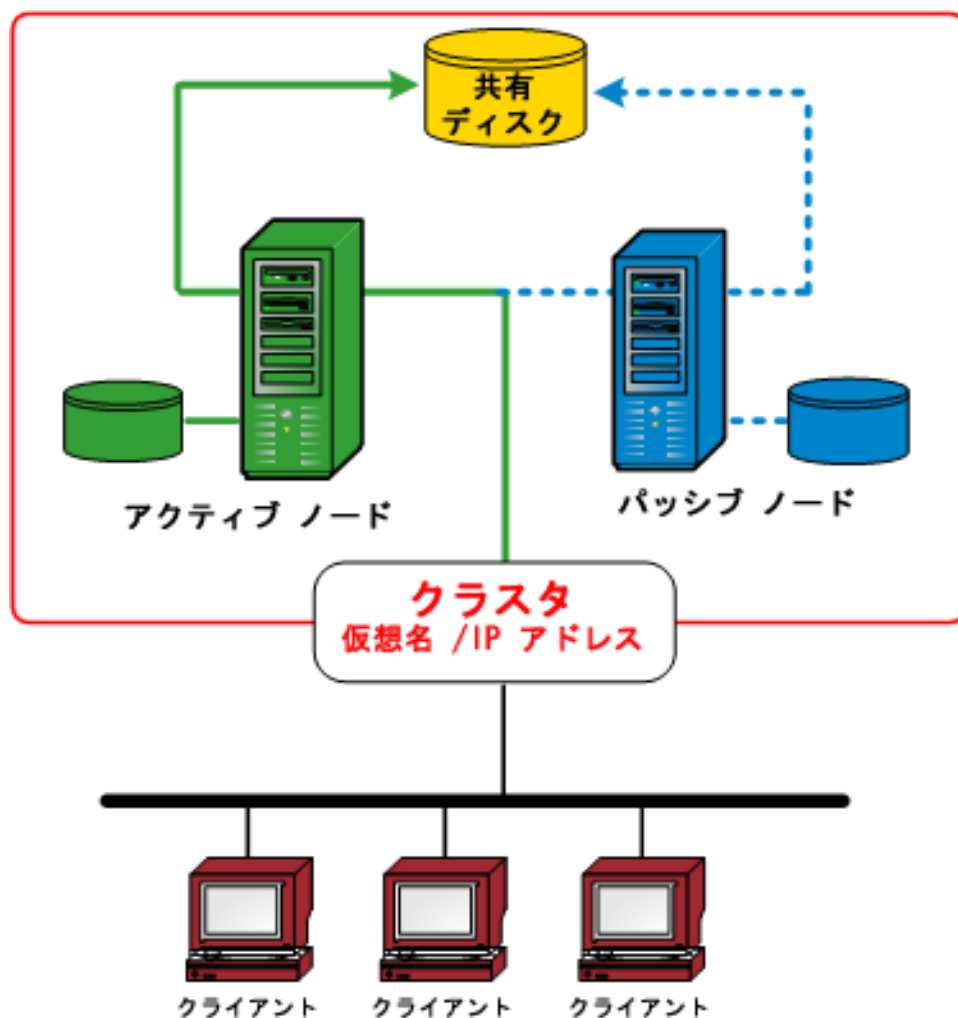 共有
ディスク
アクティブ ノード
パッシブ ノード
クラスタ
仮想名 /IP アドレス
クライアント
クライアント
クライアント